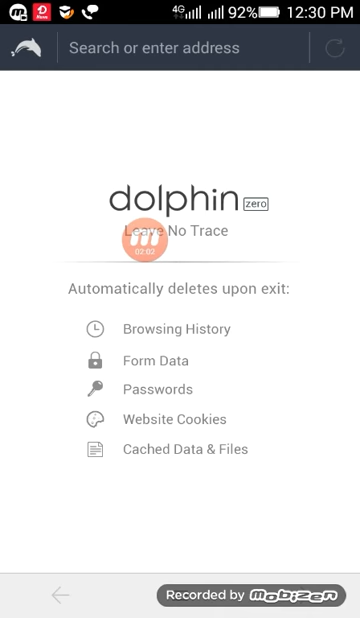 4G 92% 12:30 PM
Search or enter address
dolphin zero
Leave No Trace
02:02
Automatically deletes upon exit:
Browsing History
Form Data
Passwords
Website Cookies
Cached Data & Files
Recorded by Mobizen